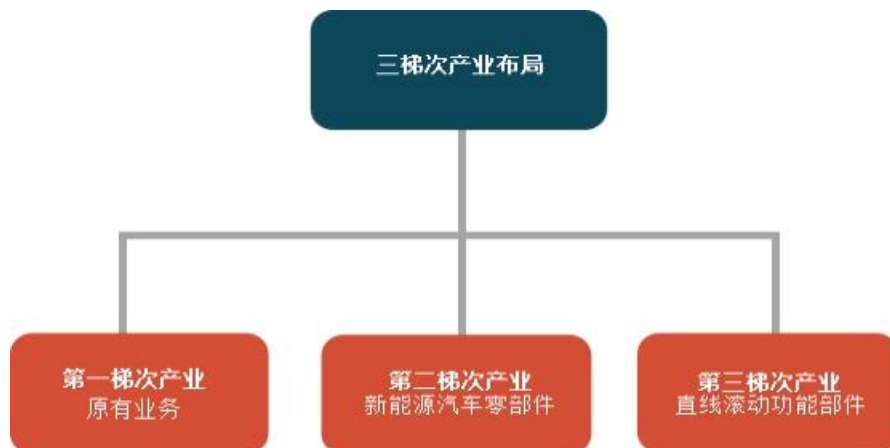 三梯次产业布局
第一梯次产业
原有业务
第二梯次产业
新能源汽车零部件
第三梯次产业
直线滚动功能部件